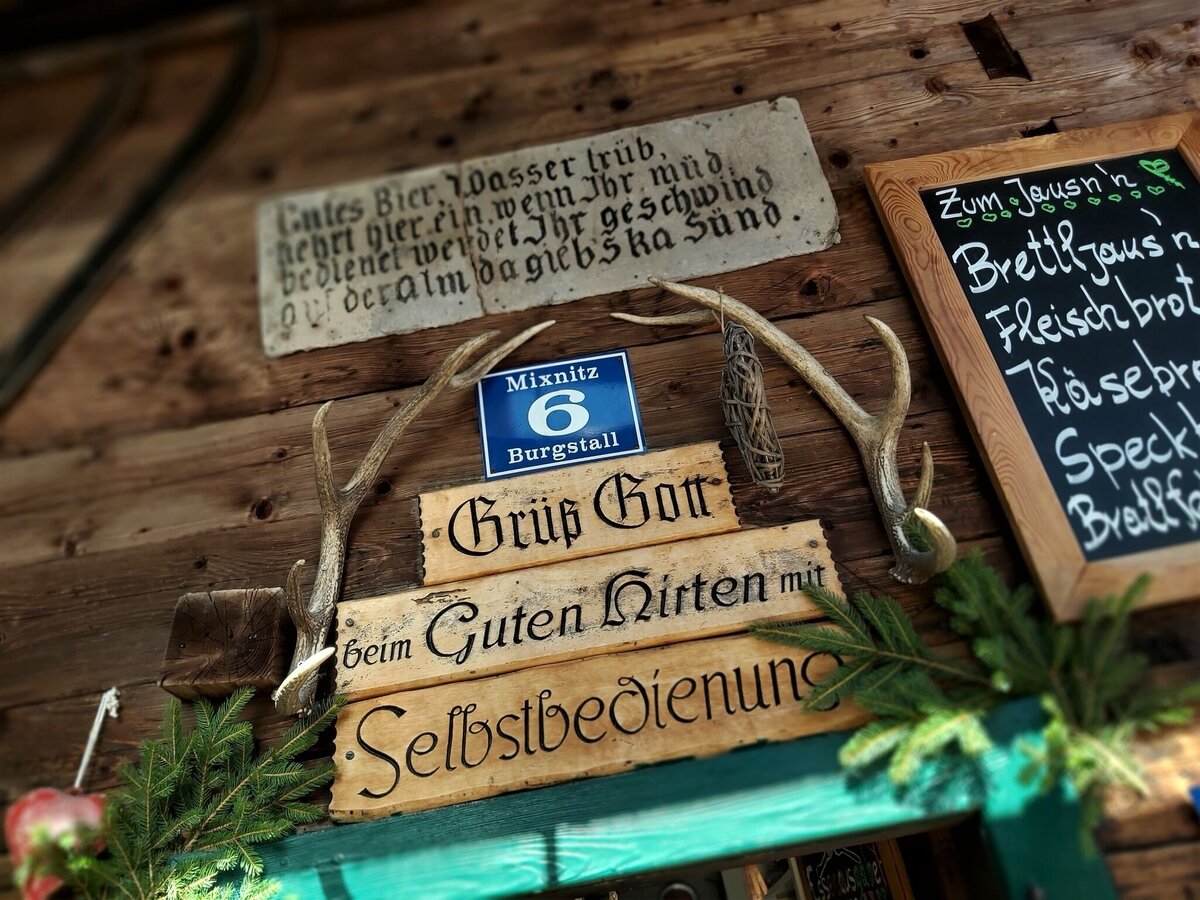 Gutes Bier, Wasser trüb,
kehrt hier ein, wenn Ihr müd,
bedienet werdet Ihr geschwind
auf der Alm da gieb's ka Sünd.
Mixnitz
6
Burgstall
Grüß Gott
beim Guten Hirten mit
Selbstbedienung
Zum Jausn'n
Brettljaus'n
Fleischbrot